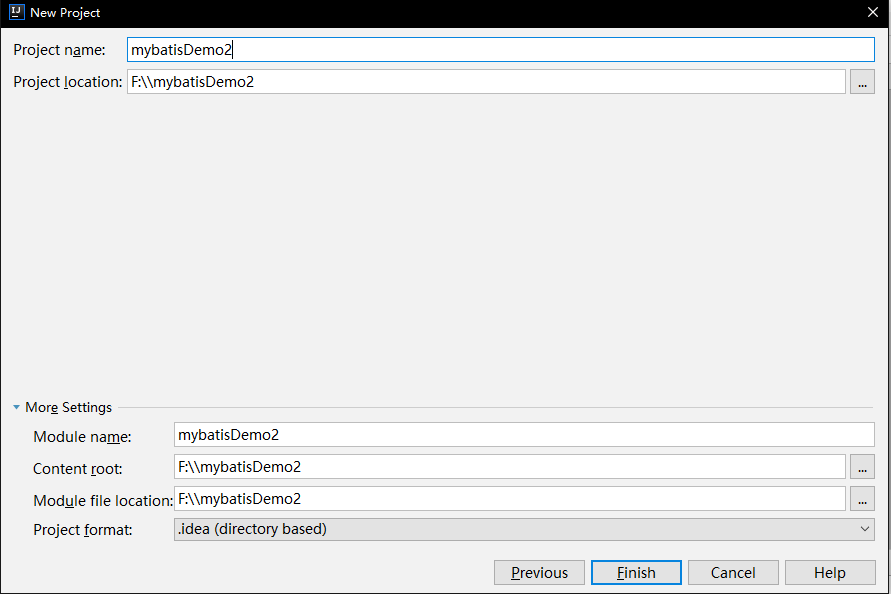 IJ New Project
Project name: mybatisDemo2
Project location: F:\\mybatisDemo2 ...
More Settings
Module name: mybatisDemo2
Content root: F:\\mybatisDemo2 ...
Module file location: F:\\mybatisDemo2 ...
Project format: .idea (directory based)
Previous Finish Cancel Help